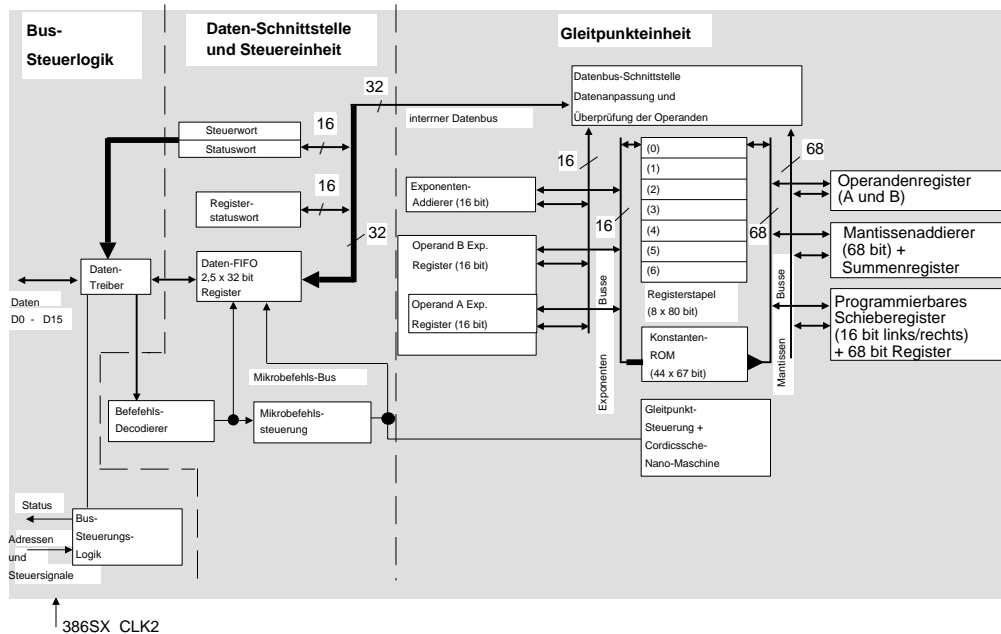 Bus-
Steuerlogik
Daten-Schnittstelle
und Steuereinheit
Gleitpunkteinheit
Datenbus-Schnittstelle
Datenanpassung und
Überprüfung der Operanden
32
interrner Datenbus
16
Steuerwort
Statuswort
16
Register-
statuswort
32
Daten-
Treiber
Daten-FIFO
2,5 x 32 bit
Register
Daten
D0 - D15
Mikrobefehls-Bus
Befefehls-
Decodierer
Mikrobefehls-
steuerung
Status
Adressen
und
Steuersignale
Bus-
Steuerungs-
Logik
386SX CLK2
16
Exponenten-
Addierer (16 bit)
16
Operand B Exp.
Register (16 bit)
Operand A Exp.
Register (16 bit)
Exponenten
Busse
(0)
(1)
(2)
(3)
(4)
(5)
(6)
Registerstapel
(8 x 80 bit)
Konstanten-
ROM
(44 x 67 bit)
Gleitpunkt-
Steuerung +
Cordicssche-
Nano-Maschine
68
68
Mantissen
Busse
Operandenregister
(A und B)
Mantissenaddierer
(68 bit) +
Summenregister
Programmierbares
Schieberegister
(16 bit links/rechts)
+ 68 bit Register